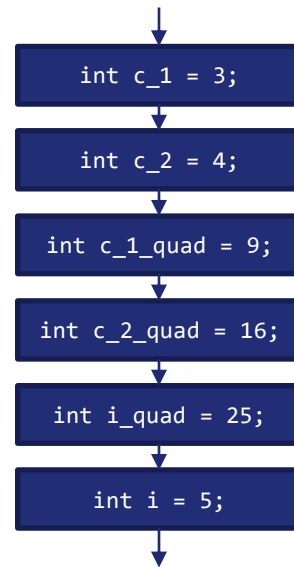 int c_1 = 3;
int c_2 = 4;
int c_1_quad = 9;
int c_2_quad = 16;
int i_quad = 25;
int i = 5;